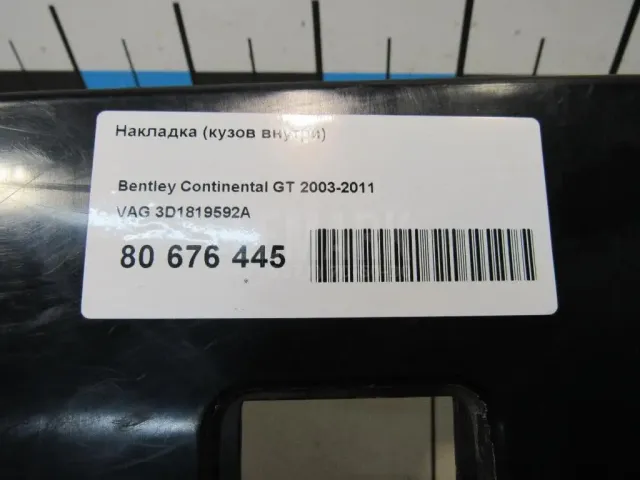 Накладка (кузов внутри)
Bentley Continental GT 2003-2011
VAG 3D1819592A
80 676 445